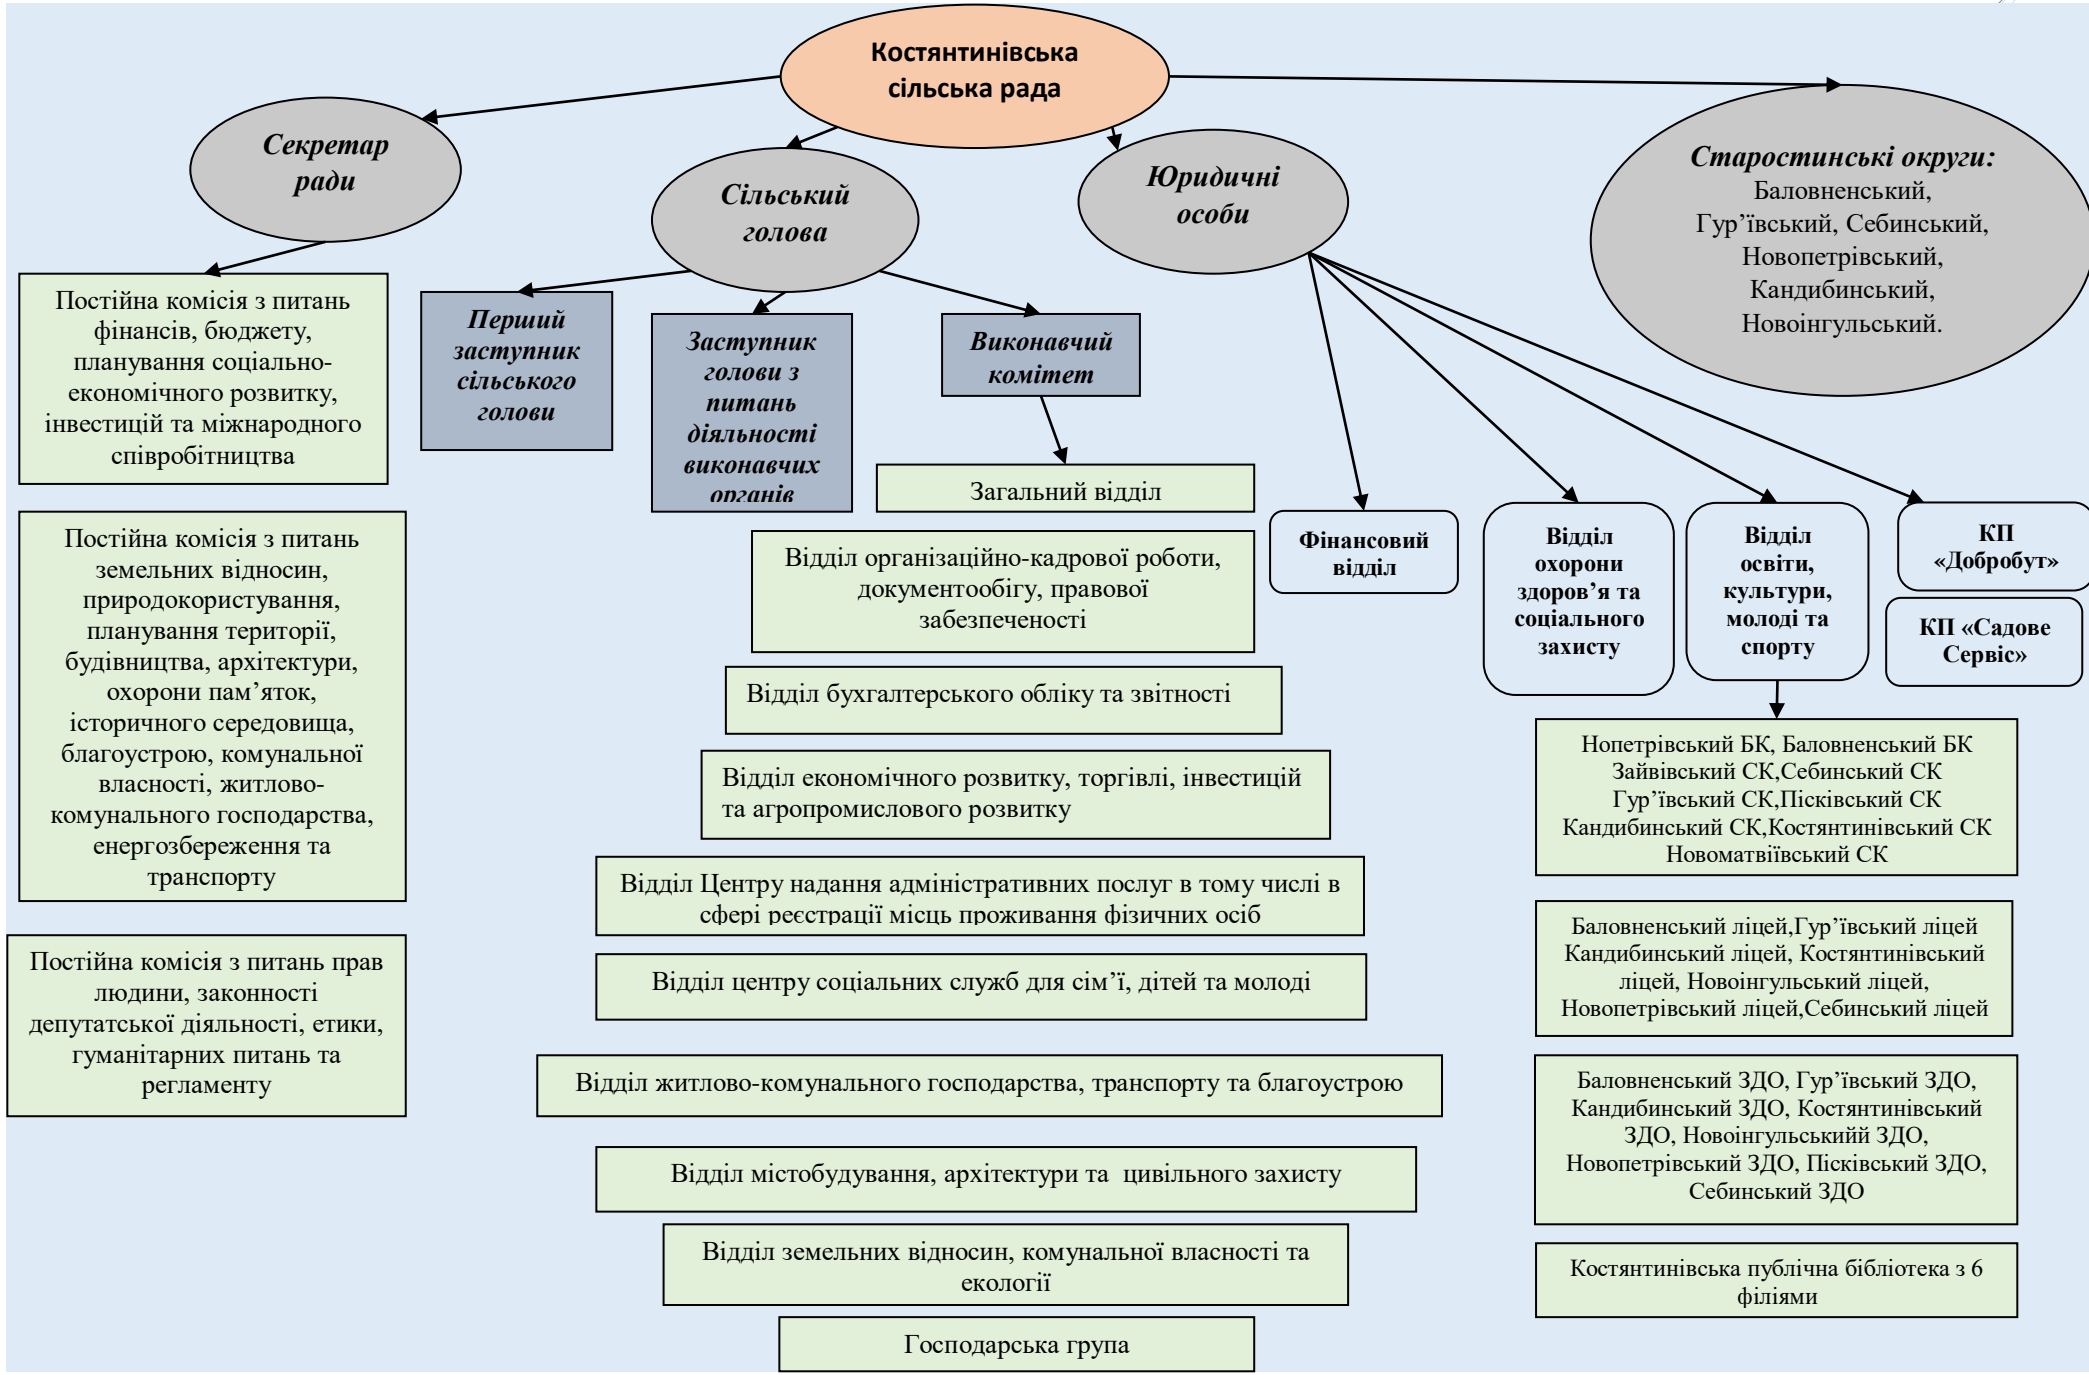 Костянтинівська
сільська рада
Секретар
ради
Сільський
голова
Юридичні
особи
Старостинські округи:
Баловненський,
Гур’ївський, Себинський,
Новопетрівський,
Кандибинський,
Новоінгульський.
Постійна комісія з питань
фінансів, бюджету,
планування соціально-
економічного розвитку,
інвестицій та міжнародного
співробітництва
Постійна комісія з питань
земельних відносин,
природокористування,
планування території,
будівництва, архітектури,
охорони пам’яток,
історичного середовища,
благоустрою, комунальної
власності, житлово-
комунального господарства,
енергозбереження та
транспорту
Постійна комісія з питань прав
людини, законності
депутатської діяльності, етики,
гуманітарних питань та
регламенту
Перший
заступник
сільського
голови
Заступник
голови з
питань
діяльності
виконавчих
органів
Виконавчий
комітет
Загальний відділ
Відділ організаційно-кадрової роботи,
документообігу, правової
забезпеченості
Відділ бухгалтерського обліку та звітності
Відділ економічного розвитку, торгівлі, інвестицій
та агропромислового розвитку
Відділ Центру надання адміністративних послуг в тому числі в
сфері реєстрації місць проживання фізичних осіб
Відділ центру соціальних служб для сім’ї, дітей та молоді
Відділ житлово-комунального господарства, транспорту та благоустрою
Відділ містобудування, архітектури та  цивільного захисту
Відділ земельних відносин, комунальної власності та
екології
Господарська група
Фінансовий
відділ
Відділ
охорони
здоров’я та
соціального
захисту
Відділ
освіти,
культури,
молоді та
спорту
КП
«Добробут»
КП «Садове
Сервіс»
Нопетрівський БК, Баловненський БК
Зайвівський СК,Себинський СК
Гур’ївський СК,Пісківський СК
Кандибинський СК,Костянтинівський СК
Новоматвіївський СК
Баловненський ліцей,Гур’ївський ліцей
Кандибинський ліцей, Костянтинівський
ліцей, Новоінгульський ліцей,
Новопетрівський ліцей,Себинський ліцей
Баловненський ЗДО, Гур’ївський ЗДО,
Кандибинський ЗДО, Костянтинівський
ЗДО, Новоінгульськийй ЗДО,
Новопетрівський ЗДО, Пісківський ЗДО,
Себинський ЗДО
Костянтинівська публічна бібліотека з 6
філіями